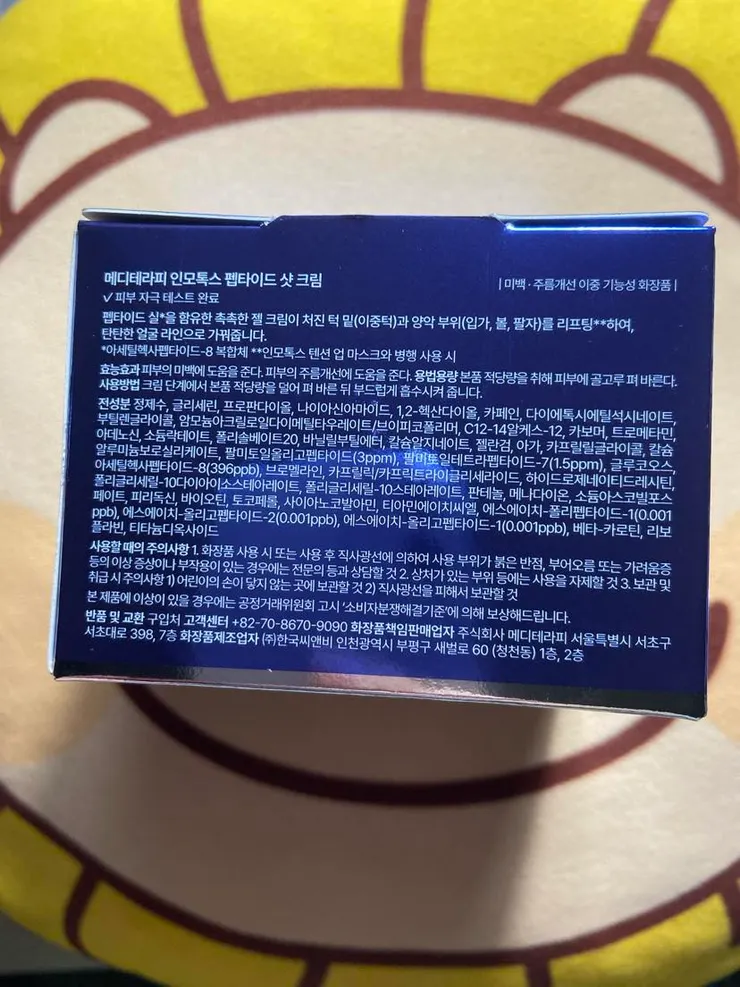 메디테라피 인모톡스 펩타이드 샷 크림
| 미백 · 주름개선 이중 기능성 화장품 |
✓ 피부 자극 테스트 완료
펩타이드 실*을 함유한 촉촉한 젤 크림이 처진 턱 밑(이중턱)과 양악 부위(입가, 볼, 팔자)를 리프팅**하여,
탄탄한 얼굴 라인으로 가꿔줍니다.
*아세틸헥사펩타이드-8 복합체 **인모톡스 텐션 업 마스크와 병행 사용 시
효능효과 피부의 미백에 도움을 준다. 피부의 주름개선에 도움을 준다. 용법용량 본품 적당량을 취해 피부에 골고루 펴 바른다.
사용방법 크림 단계에서 본품 적당량을 덜어 펴 바른 뒤 부드럽게 흡수시켜 줍니다.
전성분 정제수, 글리세린, 프로판다이올, 나이아신아마이드, 1,2-헥산다이올, 카페인, 다이에톡시에틸석시네이트,
부틸렌글라이콜, 암모늄아크릴로일다이메틸타우레이트/브이피코폴리머, C12-14알케스-12, 카보머, 트로메타민,
아데노신, 소듐락테이트, 폴리솔베이트20, 바닐릴부틸에터, 칼슘알지네이트, 젤란검, 아가, 카프릴릴글라이콜, 칼슘
알루미늄보로실리케이트, 팔미토일올리고펩타이드(3ppm), 팔미토일테트라펩타이드-7(1.5ppm), 글루코오스,
아세틸헥사펩타이드-8(396ppb), 브로멜라인, 카프릴릭/카프릭트라이글리세라이드, 하이드로제네이티드레시틴,
폴리글리세릴-10다이아이소스테아레이트, 폴리글리세릴-10스테아레이트, 판테놀, 메나다이온, 소듐아스코빌포스
페이트, 피리독신, 바이오틴, 토코페롤, 사이아노코발아민, 티아민에이치씨엘, 에스에이치-폴리펩타이드-1(0.001
ppb), 에스에이치-올리고펩타이드-2(0.001ppb), 에스에이치-올리고펩타이드-1(0.001ppb), 베타-카로틴, 리보
플라빈, 티타늄디옥사이드
사용할 때의 주의사항 1. 화장품 사용 시 또는 사용 후 직사광선에 의하여 사용 부위가 붉은 반점, 부어오름 또는 가려움증
등의 이상 증상이나 부작용이 있는 경우에는 전문의 등과 상담할 것 2. 상처가 있는 부위 등에는 사용을 자제할 것 3. 보관 및
취급 시 주의사항 1) 어린이의 손이 닿지 않는 곳에 보관할 것 2) 직사광선을 피해서 보관할 것
본 제품에 이상이 있을 경우에는 공정거래위원회 고시 '소비자분쟁해결기준'에 의해 보상해드립니다.
반품 및 교환 구입처 고객센터 +82-70-8670-9090 화장품책임판매업자 주식회사 메디테라피 서울특별시 서초구
서초대로 398, 7층 화장품제조업자 (주)한국씨앤비 인천광역시 부평구 새벌로 60 (청천동) 1층, 2층